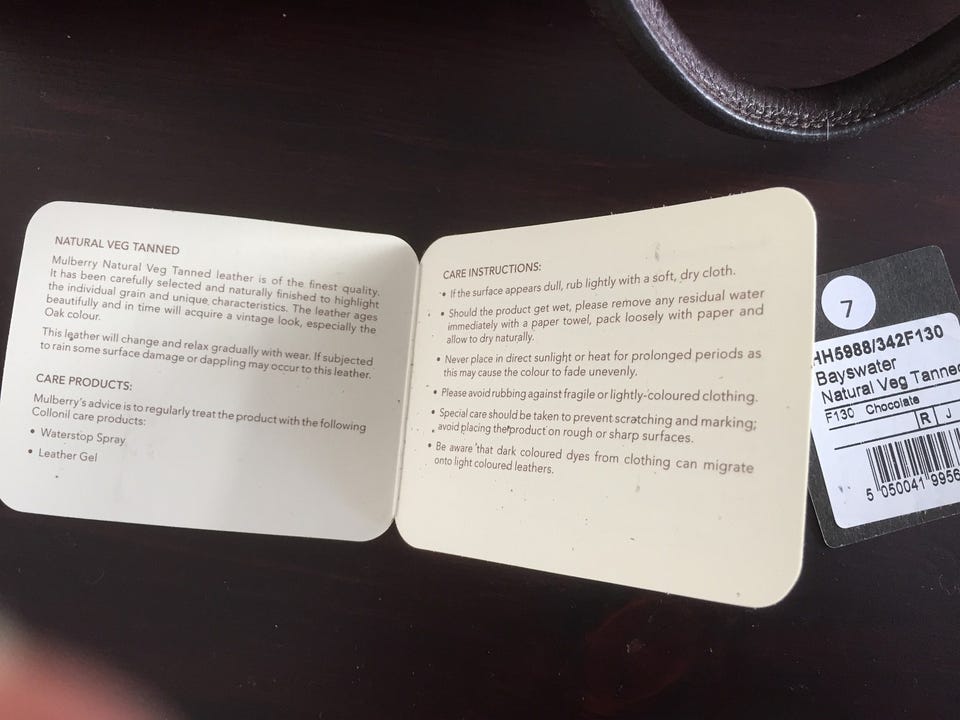 NATURAL VEG TANNED
Mulberry Natural Veg Tanned leather is of the finest quality.
It has been carefully selected and naturally finished to highlight
the individual grain and unique characteristics. The leather ages
beautifully and in time will acquire a vintage look, especially the
Oak colour.
This leather will change and relax gradually with wear. If subjected
to rain some surface damage or dappling may occur to this leather.
CARE PRODUCTS:
Mulberry's advice is to regularly treat the product with the following
Collonil care products:
• Waterstop Spray
• Leather Gel
CARE INSTRUCTIONS:
• If the surface appears dull, rub lightly with a soft, dry cloth.
• Should the product get wet, please remove any residual water
immediately with a paper towel, pack loosely with paper and
allow to dry naturally.
• Never place in direct sunlight or heat for prolonged periods as
this may cause the colour to fade unevenly.
• Please avoid rubbing against fragile or lightly-coloured clothing.
• Special care should be taken to prevent scratching and marking;
avoid placing the product on rough or sharp surfaces.
• Be aware that dark coloured dyes from clothing can migrate
onto light coloured leathers.
7
HH5988/342F130
Bayswater
Natural Veg Tanned
F130 Chocolate
R J
5 050041 9956